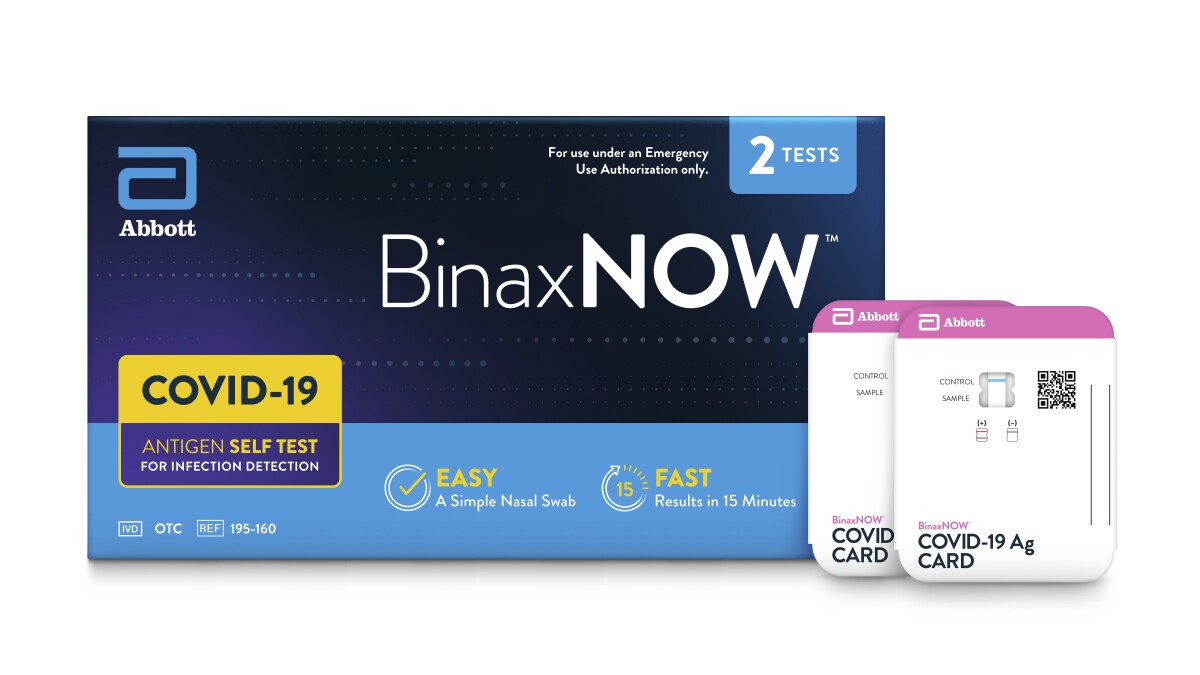 Abbott
For use under an Emergency
Use Authorization only.
2 TESTS
BinaxNOW™
COVID-19
ANTIGEN SELF TEST
FOR INFECTION DETECTION
EASY
A Simple Nasal Swab
15
FAST
Results in 15 Minutes
IVD OTC REF 195-160
Abbott
CONTROL
SAMPLE
BinaxNOW™
COVID
CARD
Abbott
CONTROL
SAMPLE
(+) (−)
BinaxNOW™
COVID-19 Ag
CARD